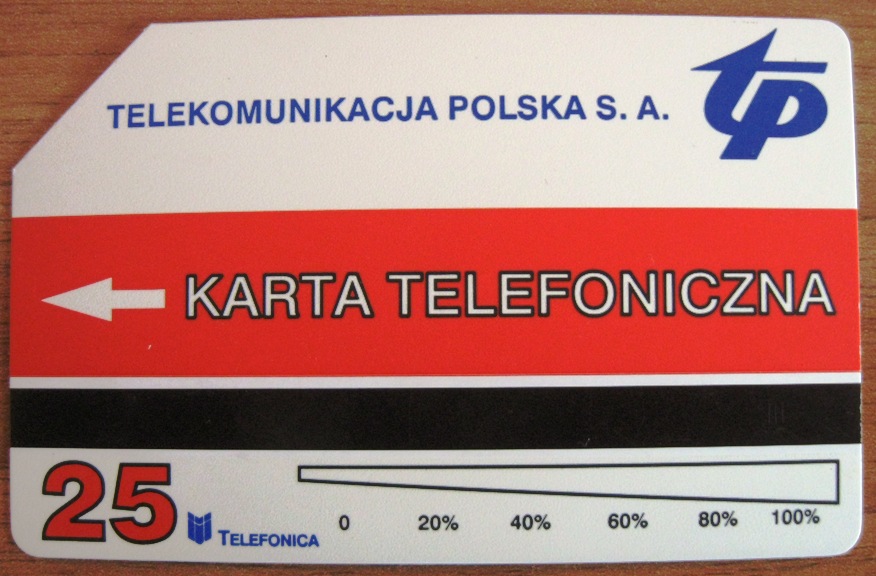 TELEKOMUNIKACJA POLSKA S. A.
tp
KARTA TELEFONICZNA
25
TELEFONICA
0 20% 40% 60% 80% 100%